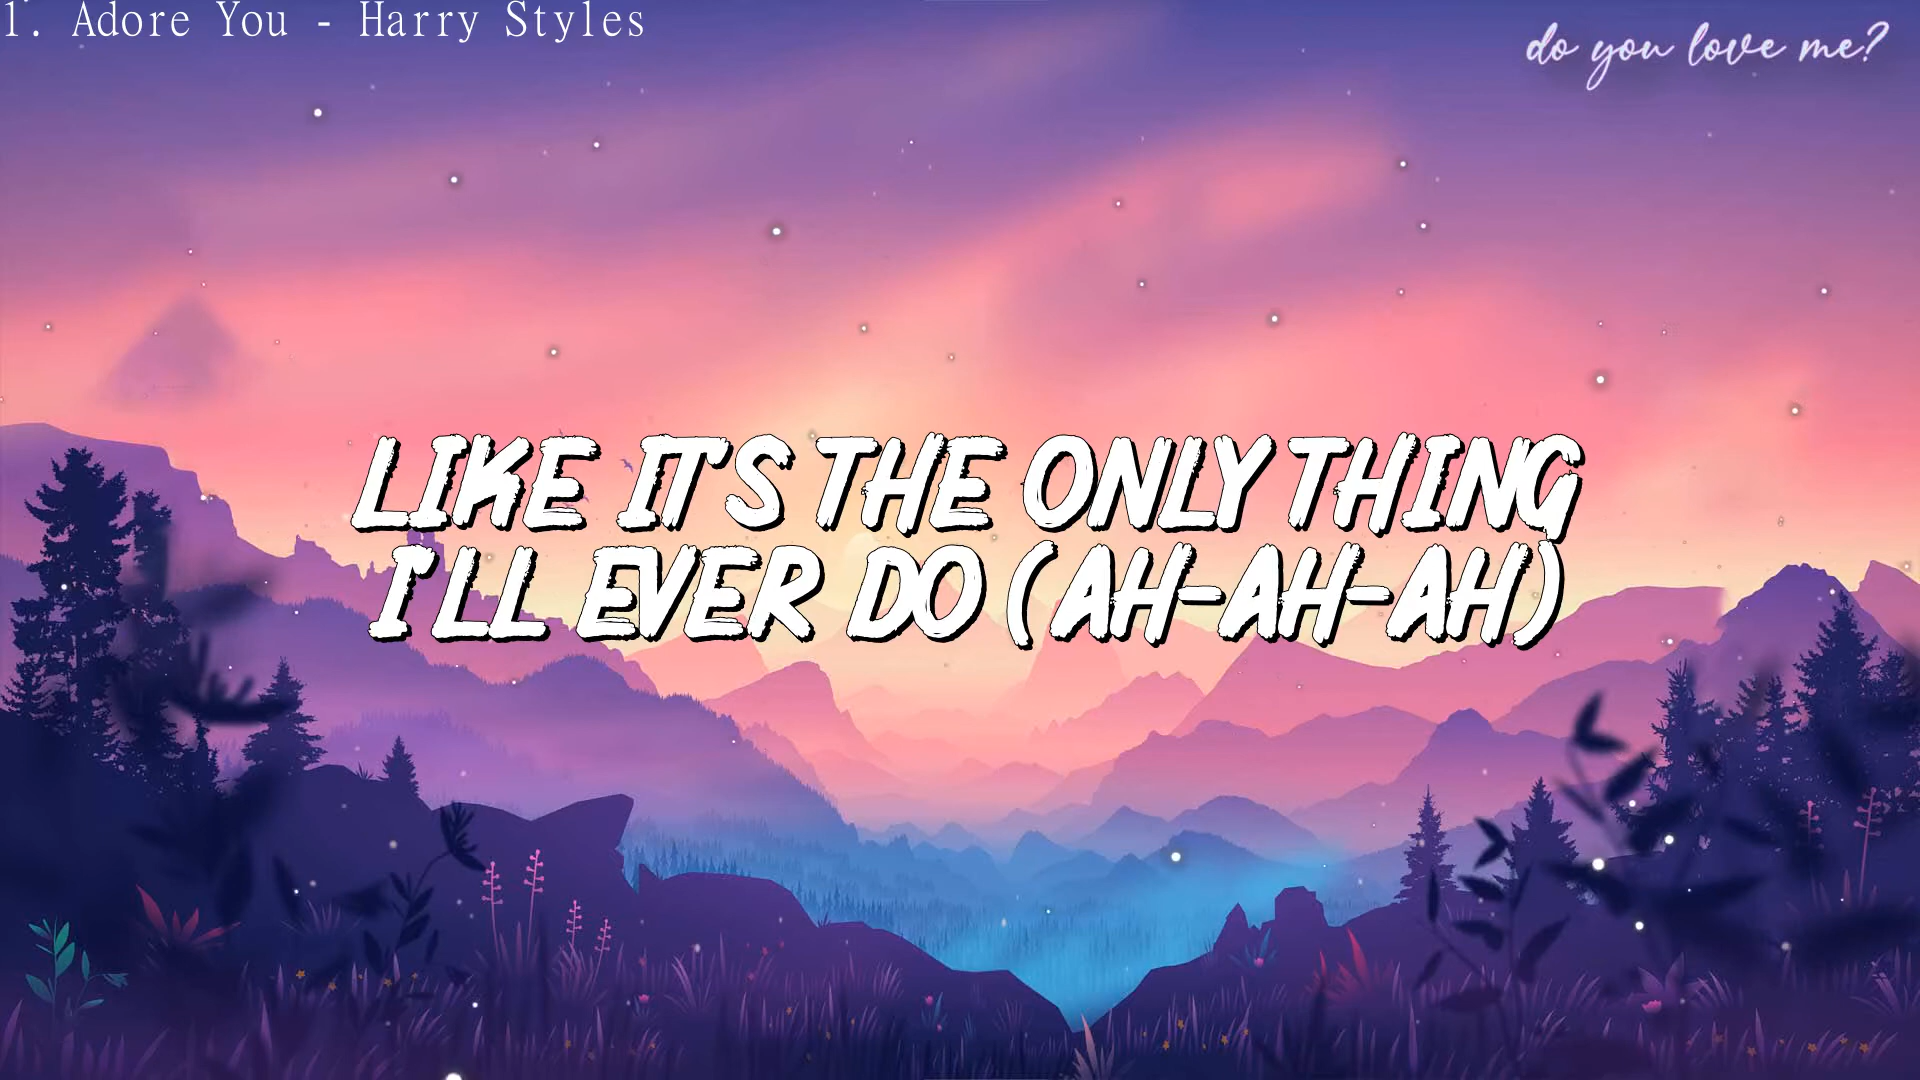 1. Adore You - Harry Styles
do you love me?
LIKE IT'S THE ONLY THING
I'LL EVER DO (AH-AH-AH)